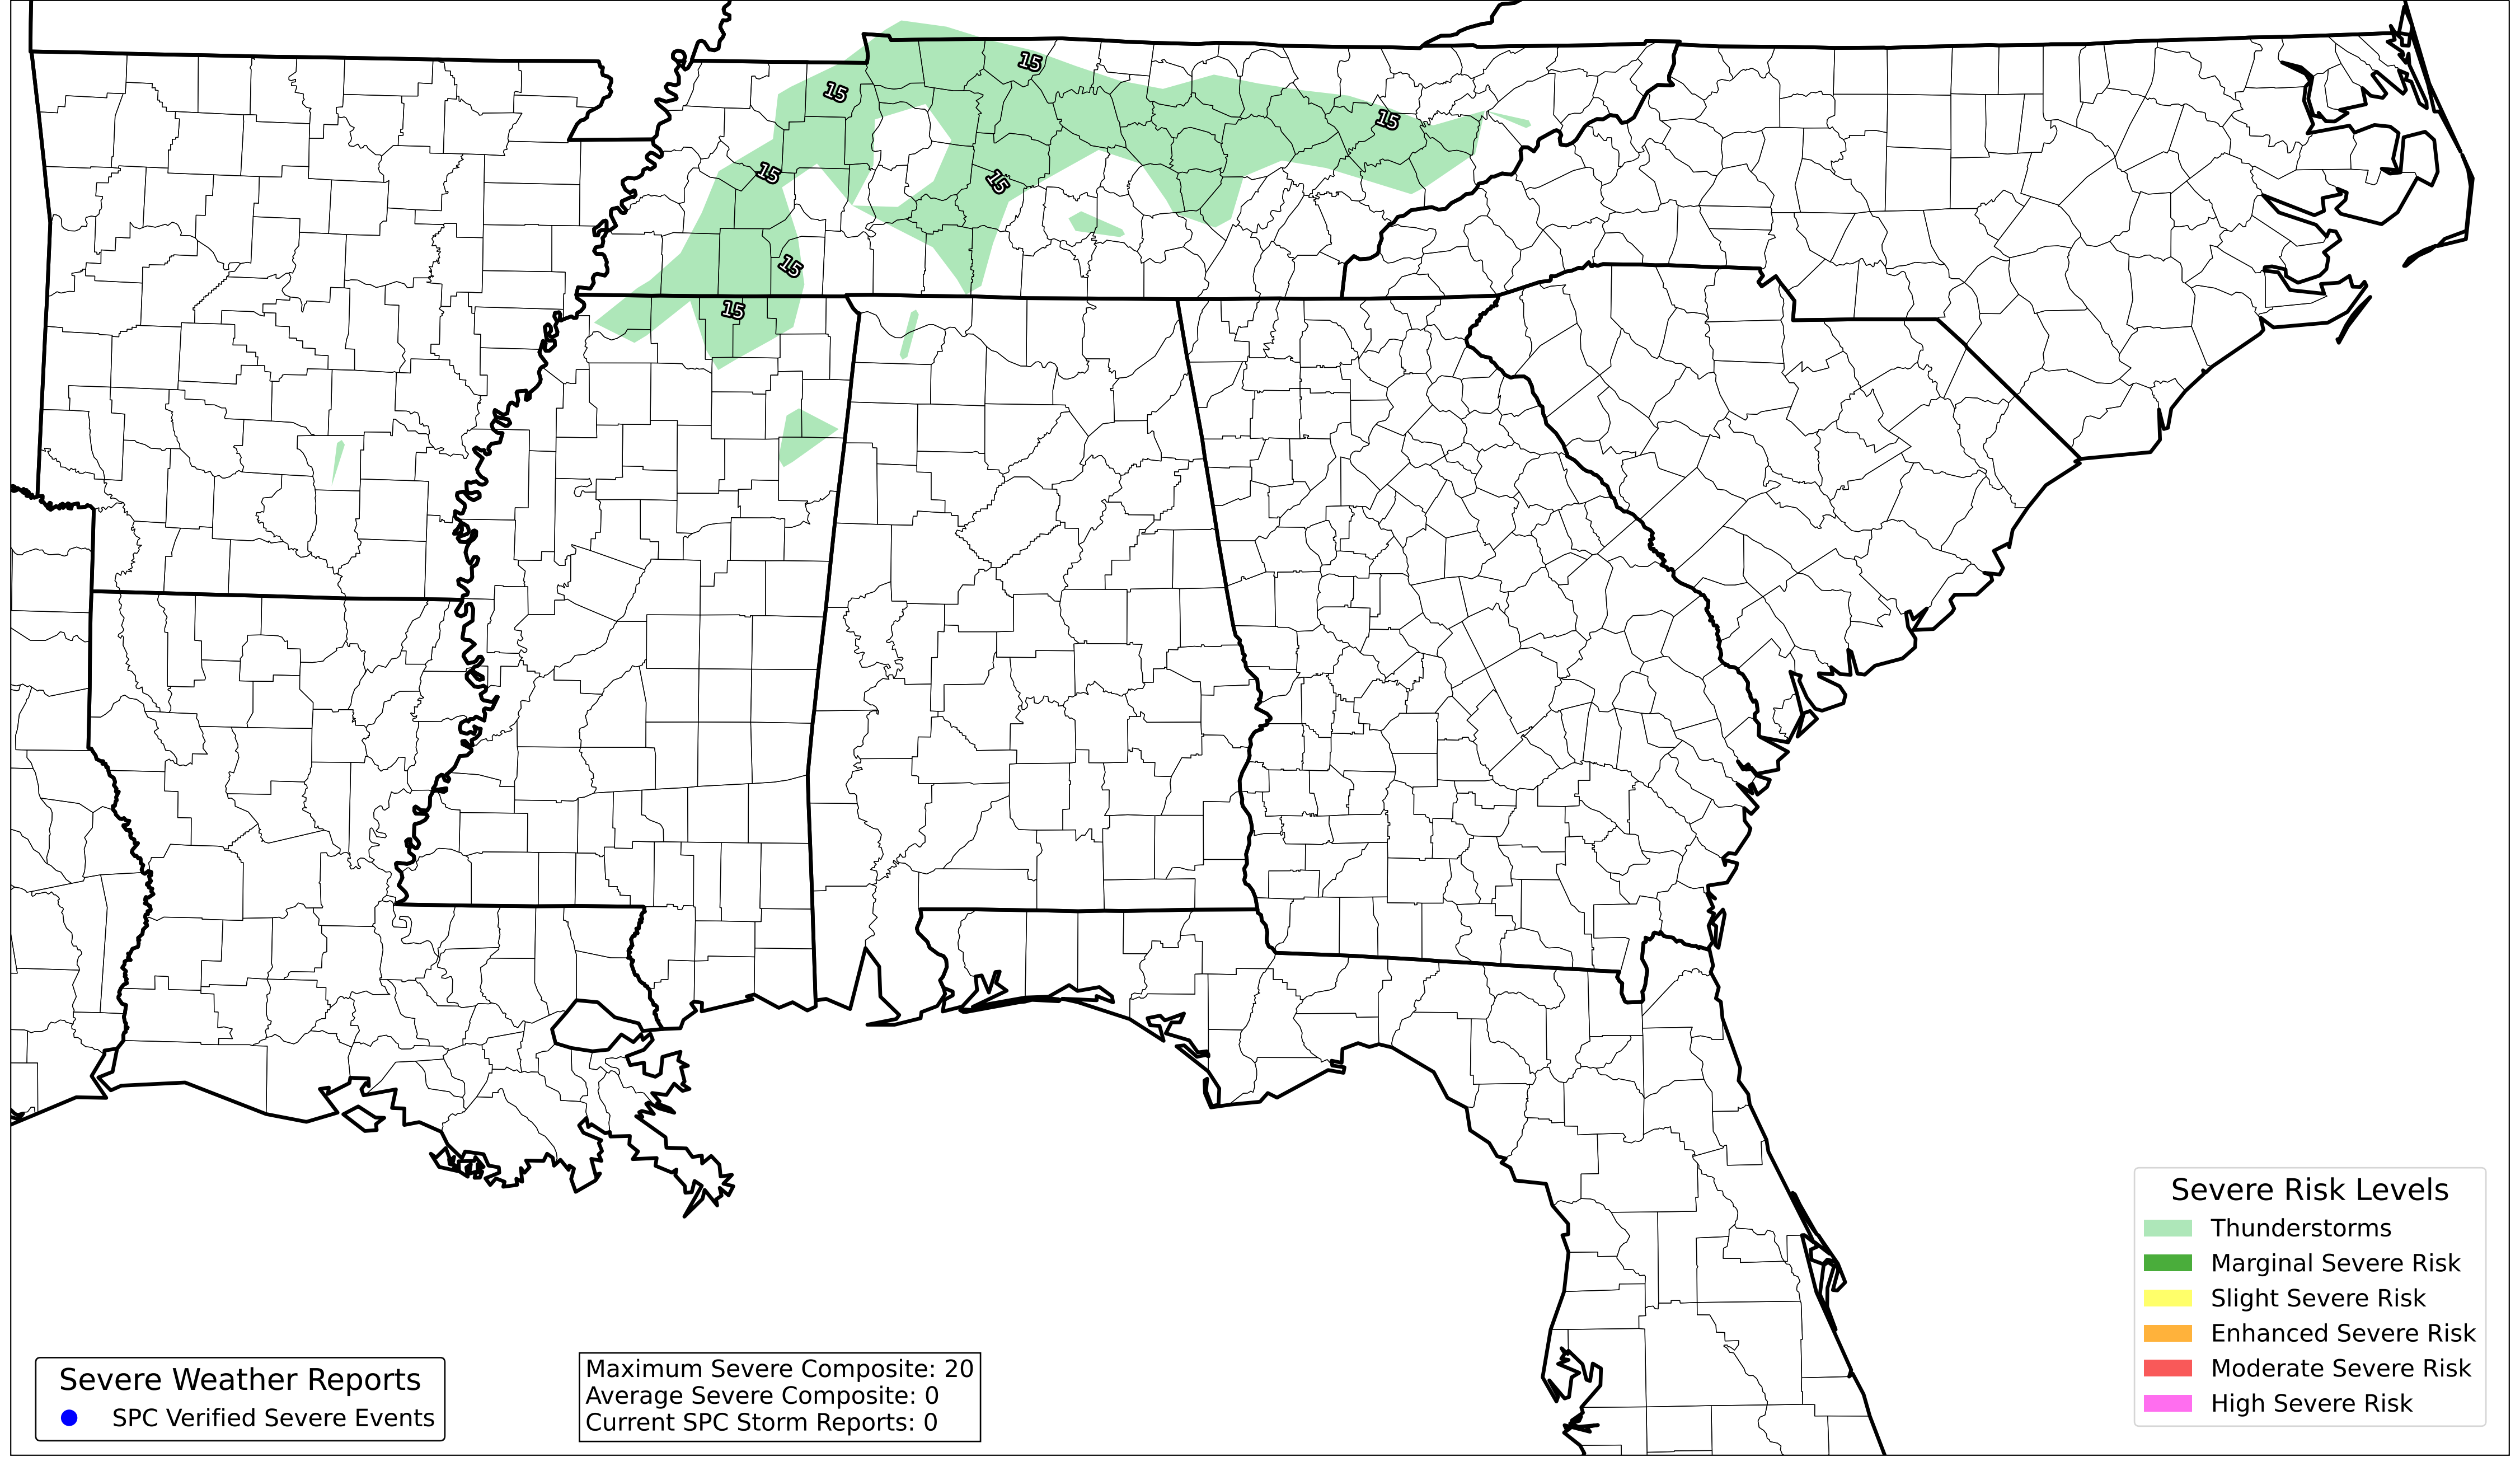 15
15
15
15
15
15
15
Severe Risk Levels
Thunderstorms
Marginal Severe Risk
Slight Severe Risk
Enhanced Severe Risk
Moderate Severe Risk
High Severe Risk
Severe Weather Reports
SPC Verified Severe Events
Maximum Severe Composite: 20
Average Severe Composite: 0
Current SPC Storm Reports: 0